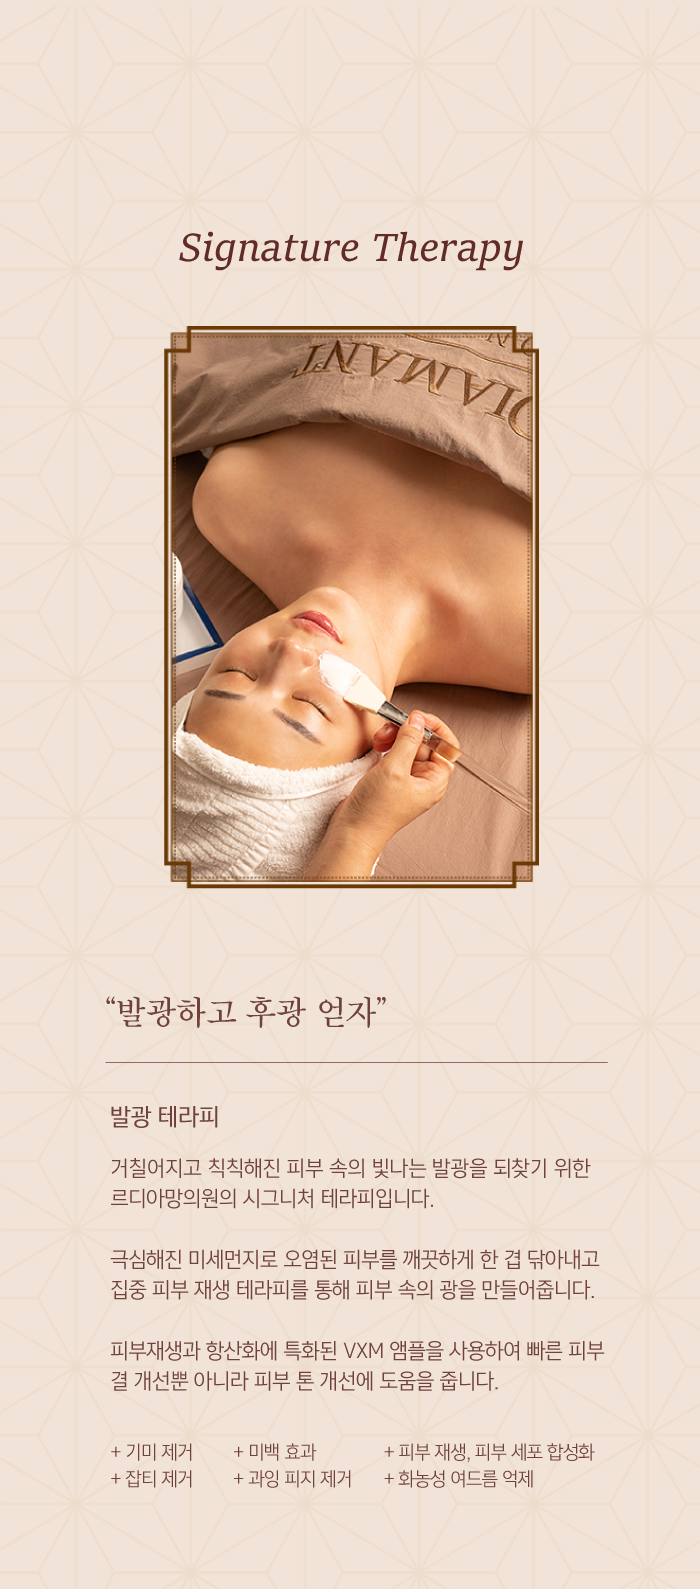 Signature Therapy
DIAMANT
“발광하고 후광 얻자”
발광 테라피
거칠어지고 칙칙해진 피부 속의 빛나는 발광을 되찾기 위한
르디아망의원의 시그니처 테라피입니다.
극심해진 미세먼지로 오염된 피부를 깨끗하게 한 겹 닦아내고
집중 피부 재생 테라피를 통해 피부 속의 광을 만들어줍니다.
피부재생과 항산화에 특화된 VXM 앰플을 사용하여 빠른 피부
결 개선뿐 아니라 피부 톤 개선에 도움을 줍니다.
+ 기미 제거 + 미백 효과 + 피부 재생, 피부 세포 합성화
+ 잡티 제거 + 과잉 피지 제거 + 화농성 여드름 억제